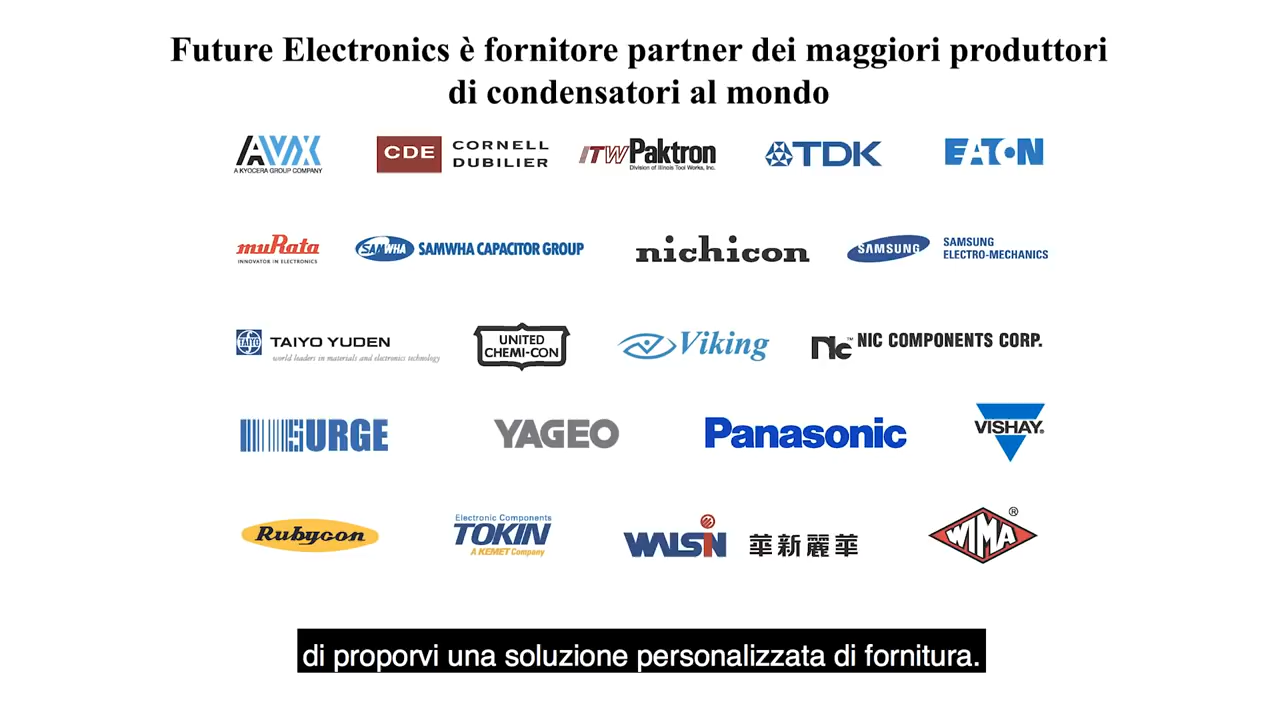 Future Electronics è fornitore partner dei maggiori produttori
di condensatori al mondo
AVX
A KYOCERA GROUP COMPANY
CDE
CORNELL
DUBILIER
ITW Paktron
Division of Illinois Tool Works, Inc.
TDK
EATON
muRata
INNOVATOR IN ELECTRONICS
SAMWHA
SAMWHA CAPACITOR GROUP
nichicon
SAMSUNG
SAMSUNG
ELECTRO-MECHANICS
TAIYO
TAIYO YUDEN
world leaders in materials and electronics technology
UNITED
CHEMI-CON
Viking
nic™
NIC COMPONENTS CORP.
SURGE
YAGEO
Panasonic
VISHAY®
Rubycon
Electronic Components
TOKIN
A KEMET Company
WALSIN
華新麗華
WIMA®
di proporvi una soluzione personalizzata di fornitura.